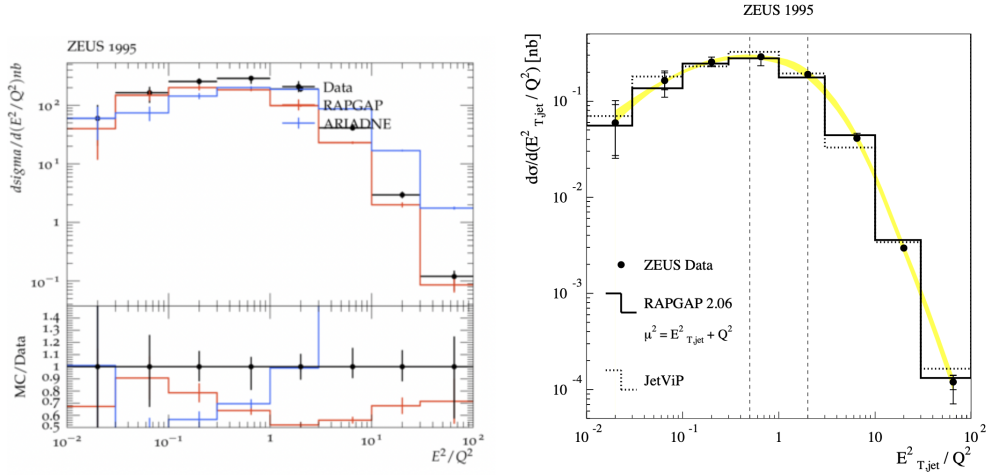 ZEUS 1995
dsigma/d(E²/Q²)nb
10²
10¹
1
10⁻¹
Data
RAPGAP
ARIADNE
MC/Data
1.4
1.3
1.2
1.1
1
0.9
0.8
0.7
0.6
0.5
10⁻² 10⁻¹ 1 10¹ 10²
E²/Q²
ZEUS 1995
dσ/d(E²T,jet/Q²) [nb]
1
10⁻¹
10⁻²
10⁻³
10⁻⁴
ZEUS Data
RAPGAP 2.06
μ² = E²T,jet + Q²
JetViP
10⁻² 10⁻¹ 1 10 10²
E²T,jet / Q²